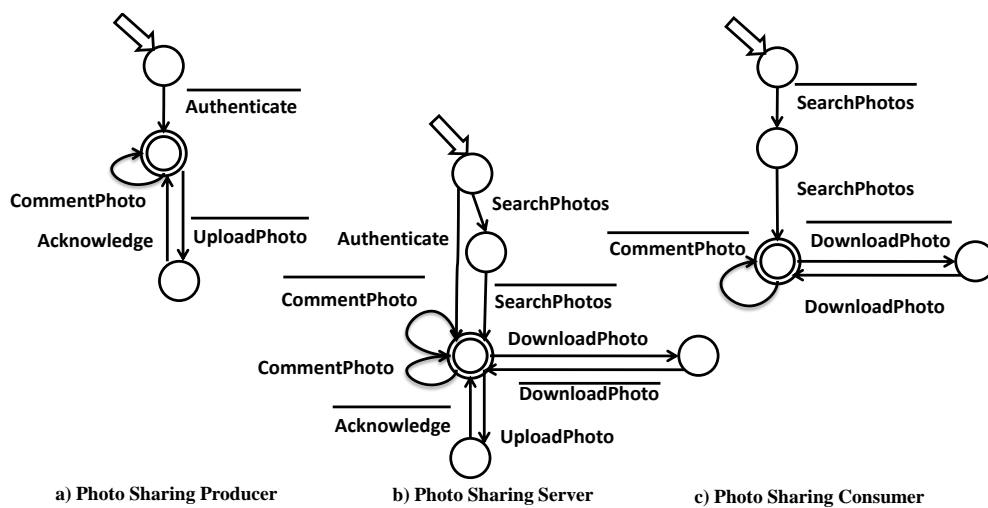 Authenticate
CommentPhoto
Acknowledge
UploadPhoto
a) Photo Sharing Producer
SearchPhotos
Authenticate
CommentPhoto
SearchPhotos
DownloadPhoto
CommentPhoto
DownloadPhoto
Acknowledge
UploadPhoto
b) Photo Sharing Server
SearchPhotos
SearchPhotos
CommentPhoto
DownloadPhoto
DownloadPhoto
c) Photo Sharing Consumer